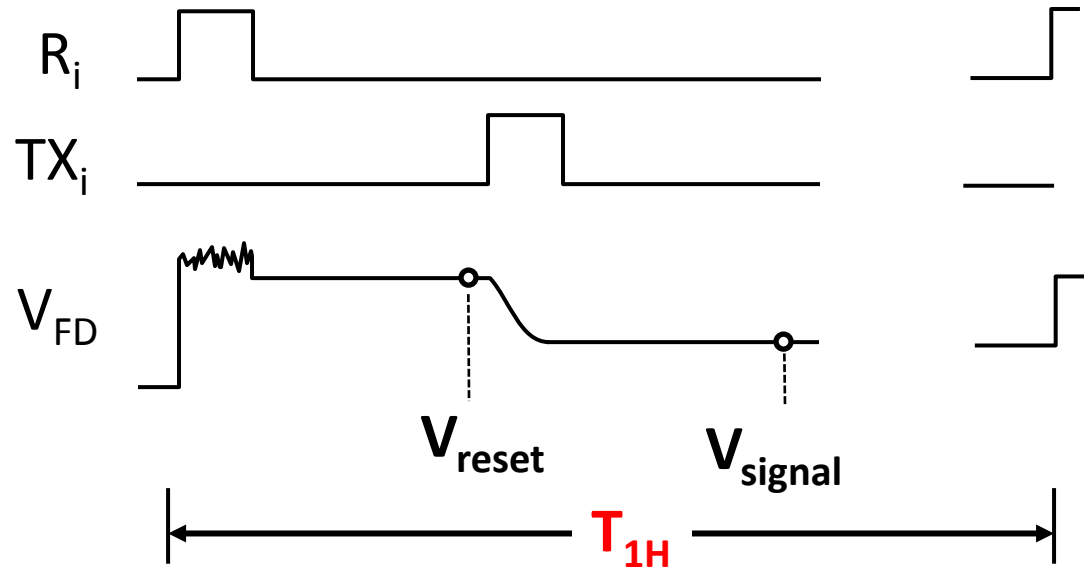 Ri
TXi
VFD
Vreset
Vsignal
T1H